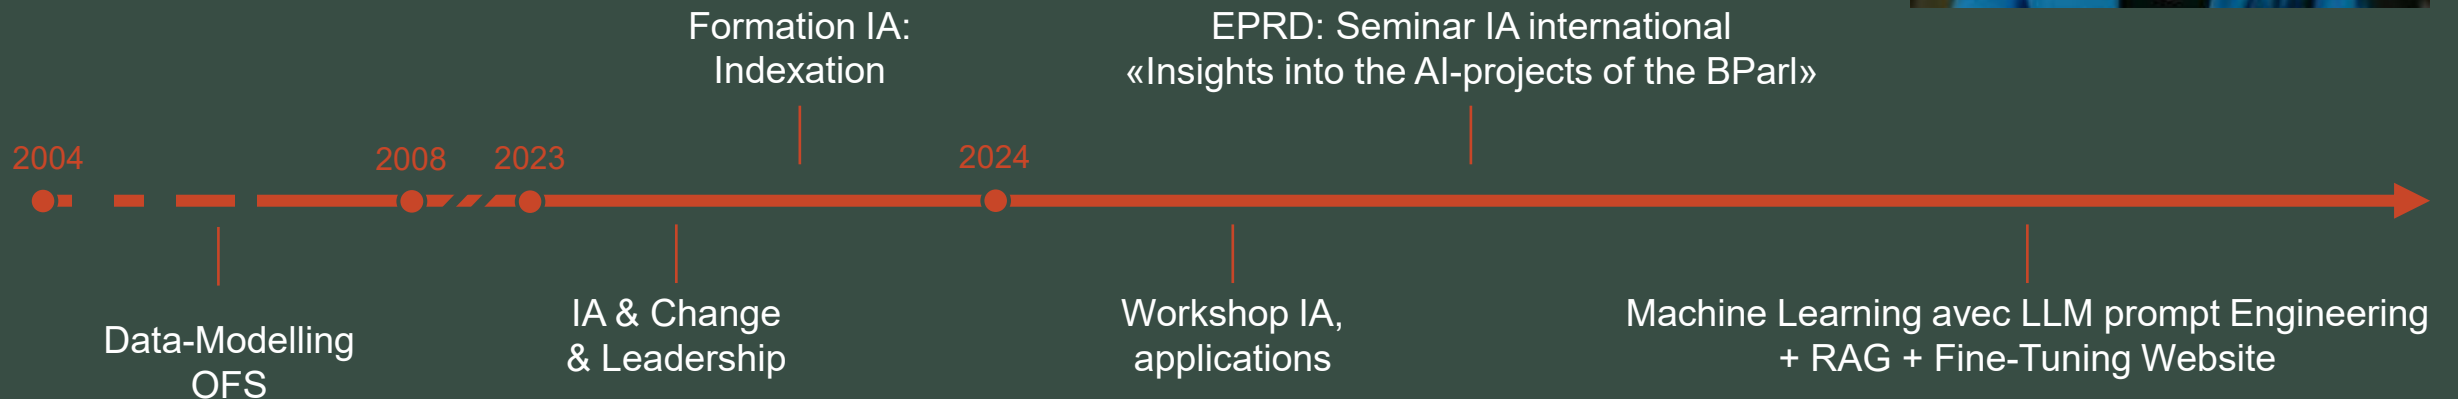 Formation IA:
Indexation
EPRD: Seminar IA international
«Insights into the AI-projects of the BParl»
2004
2008
2023
2024
Data-Modelling
OFS
IA & Change
& Leadership
Workshop IA,
applications
Machine Learning avec LLM prompt Engineering
+ RAG + Fine-Tuning Website